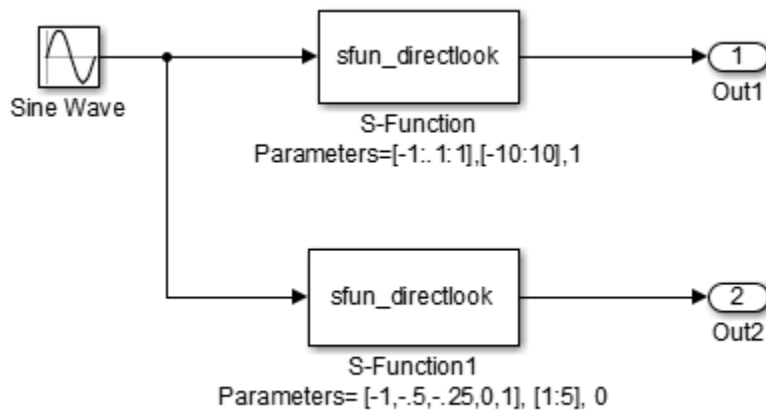 sfun_directlook
1
Sine Wave
Out1
S-Function
Parameters=[-1:.1:1],[-10:10],1
sfun_directlook
2
Out2
S-Function1
Parameters= [-1,-.5,-.25,0,1], [1:5], 0